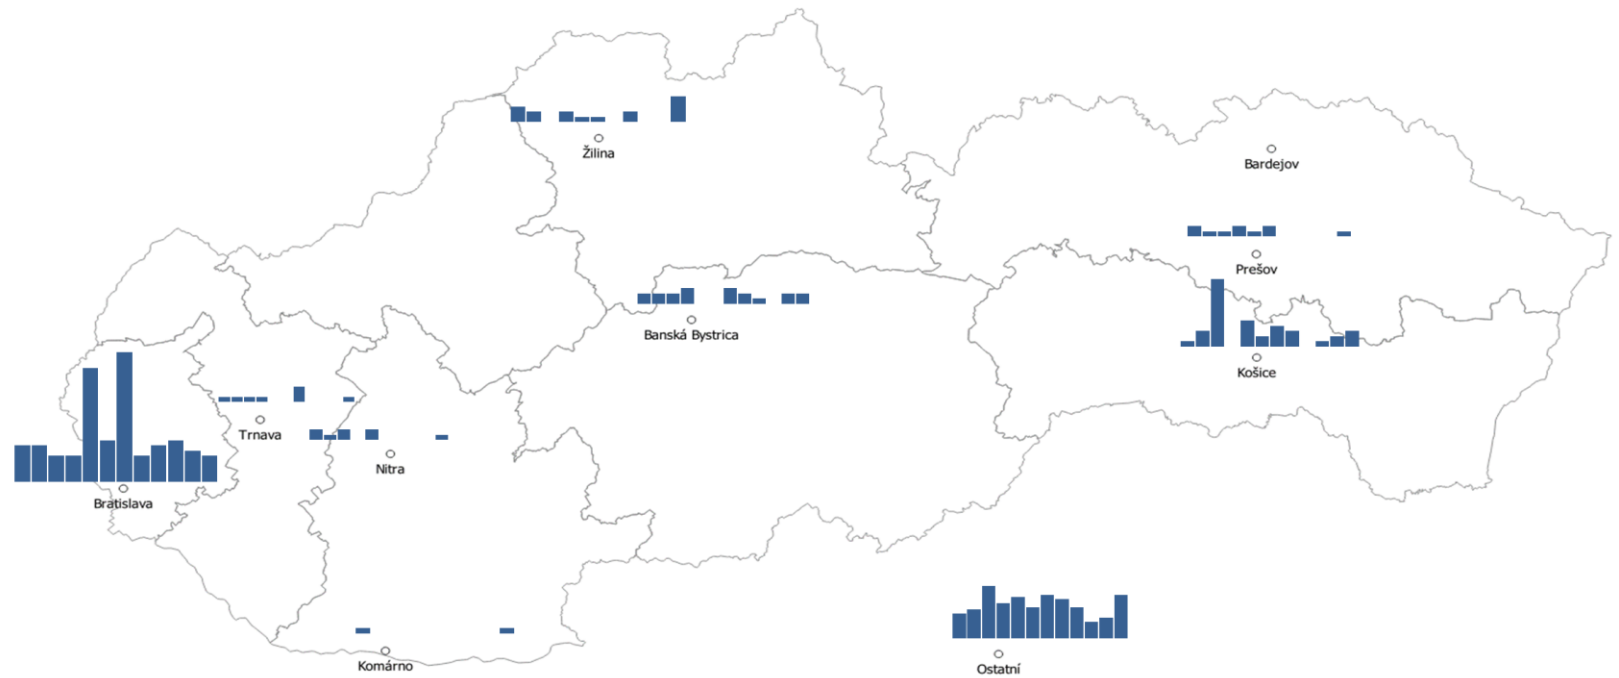 Žilina
Bardejov
Prešov
Banská Bystrica
Košice
Trnava
Nitra
Bratislava
Komárno
Ostatní